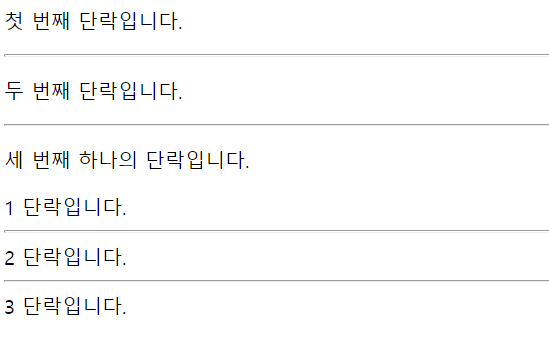 첫 번째 단락입니다.
두 번째 단락입니다.
세 번째 하나의 단락입니다.
1 단락입니다.
2 단락입니다.
3 단락입니다.